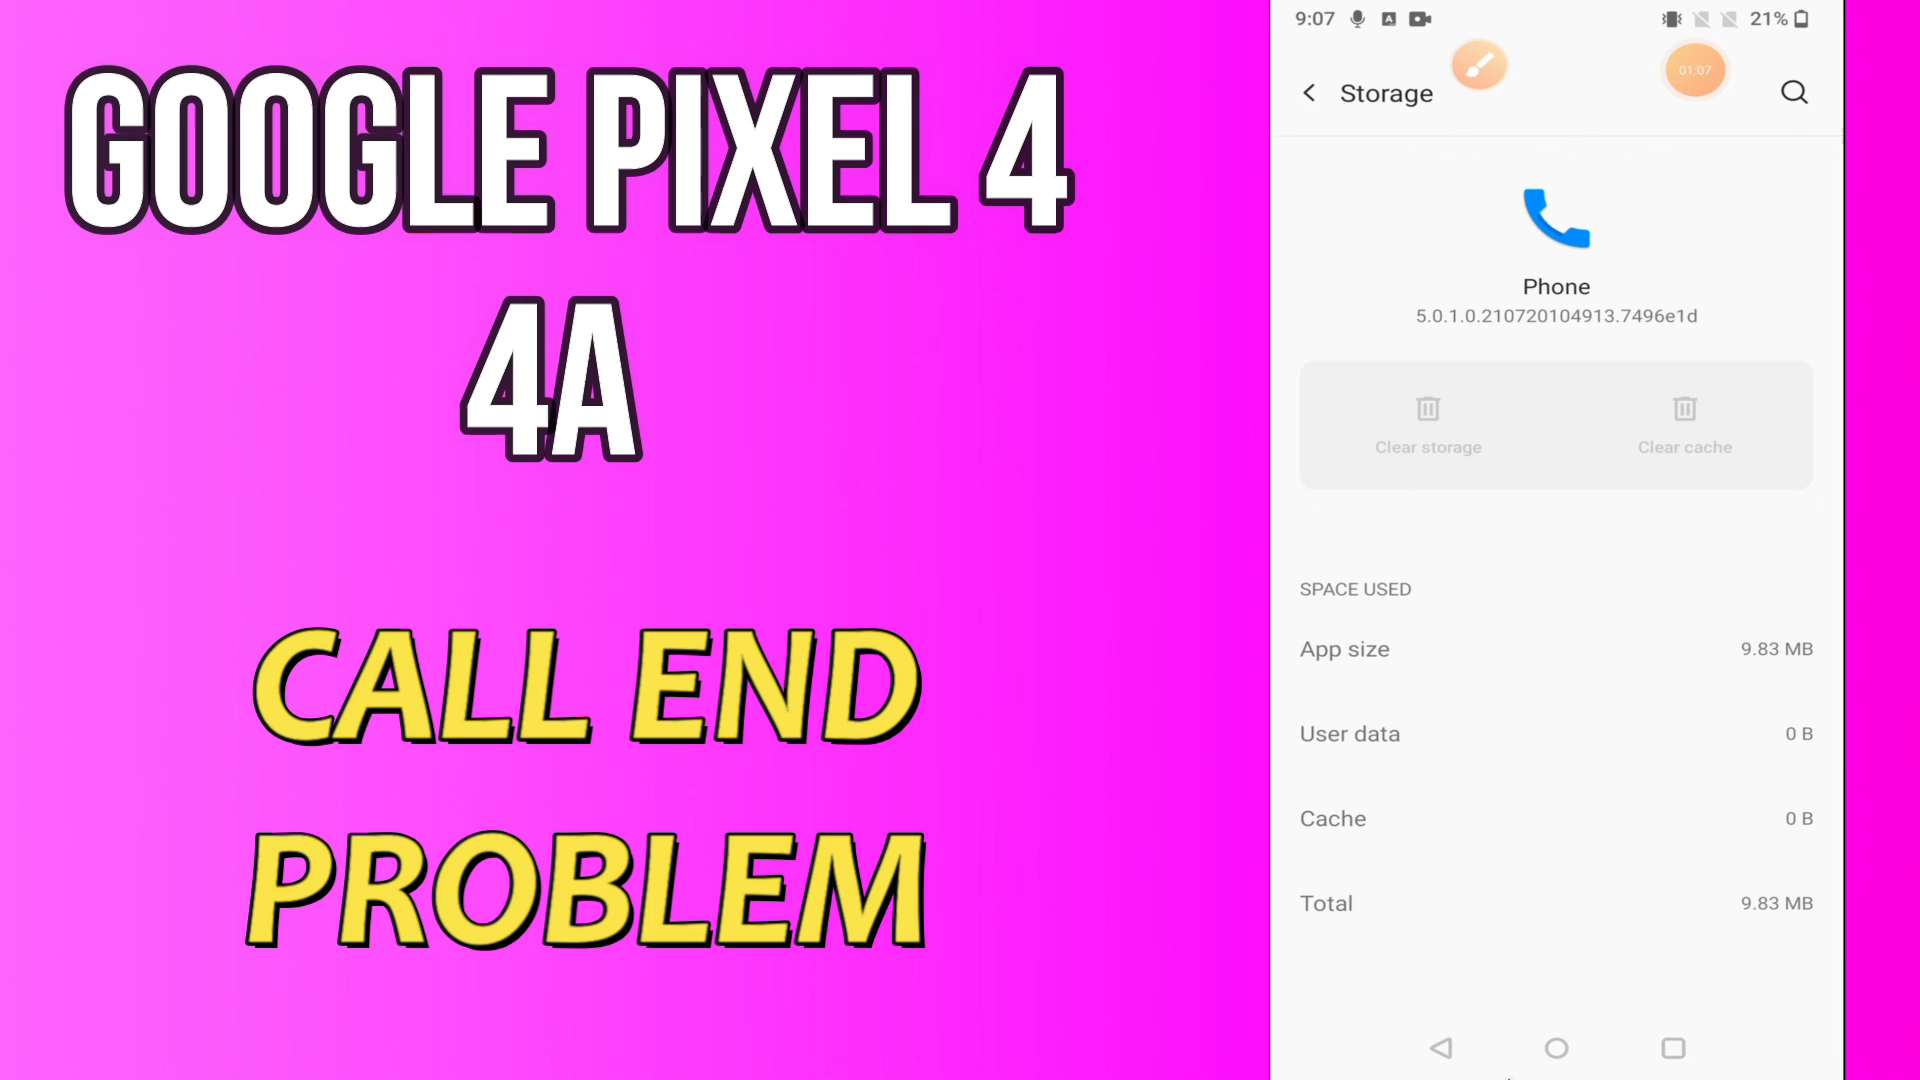 GOOGLE PIXEL 4
4A
CALL END
PROBLEM
9:07
21%
01:07
Storage
Phone
5.0.1.0.210720104913.7496e1d
Clear storage
Clear cache
SPACE USED
App size 9.83 MB
User data 0 B
Cache 0 B
Total 9.83 MB